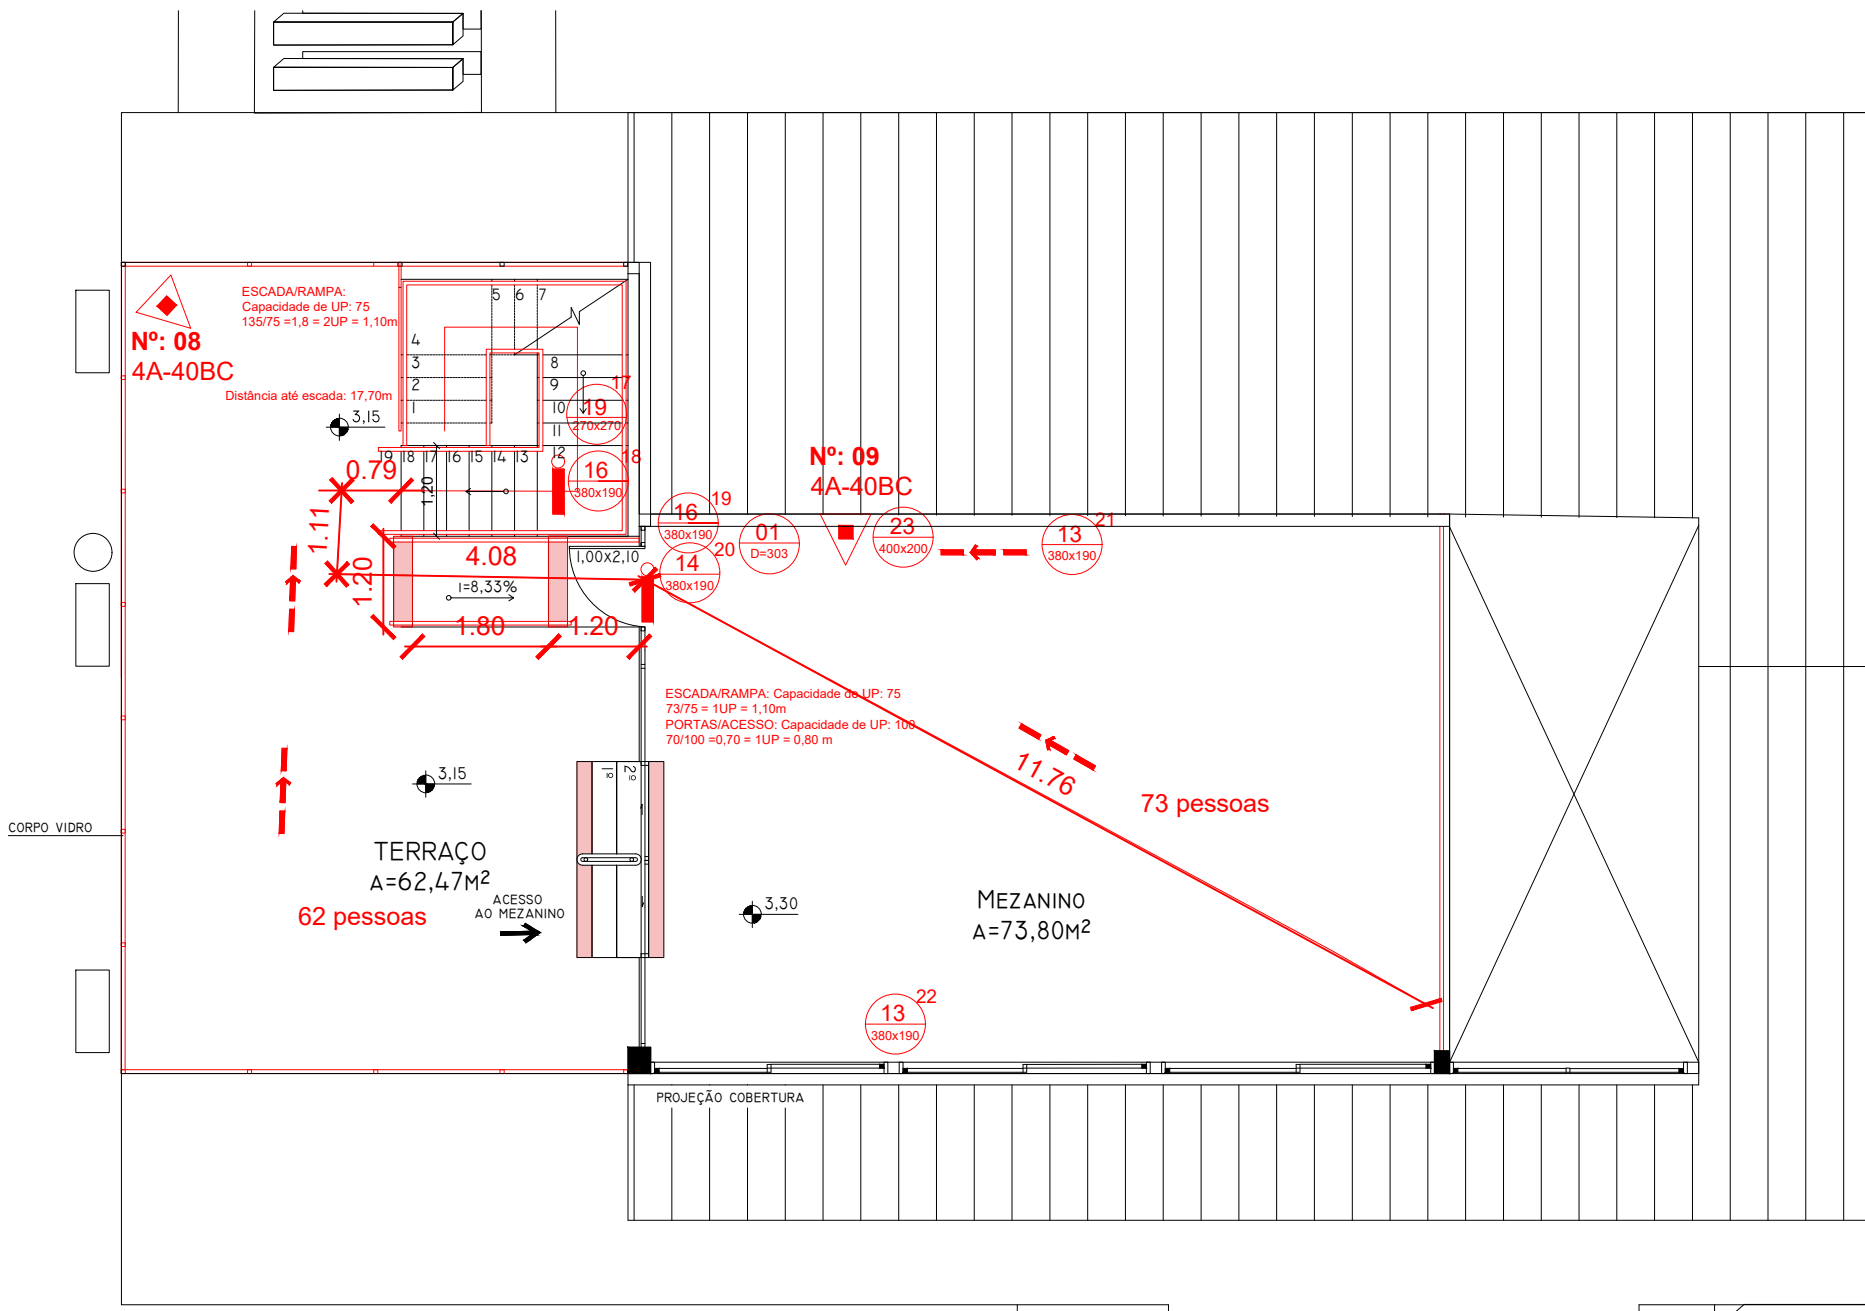 ESCADA/RAMPA:
Capacidade de UP: 75
135/75 =1,8 = 2UP = 1,10m
Nº: 08
4A-40BC
Distância até escada: 17,70m
3,15
5 6 7
4
3
2
1
8
9
10
11
12
19 18 17 16 15 14 13
17
19
270x270
18
16
380x190
0.79
1,20
1.11
1.20
4.08
i=8,33%
1.80
1.20
1,00x2,10
19
16
380x190
20
14
380x190
01
D=303
Nº: 09
4A-40BC
23
400x200
21
13
380x190
ESCADA/RAMPA: Capacidade de UP: 75
73/75 = 1UP = 1,10m
PORTAS/ACESSO: Capacidade de UP: 100
70/100 =0,70 = 1UP = 0,80 m
11.76
73 pessoas
1º 2º
3,15
CORPO VIDRO
TERRAÇO
A=62,47M²
62 pessoas
ACESSO
AO MEZANINO
3,30
MEZANINO
A=73,80M²
22
13
380x190
PROJEÇÃO COBERTURA